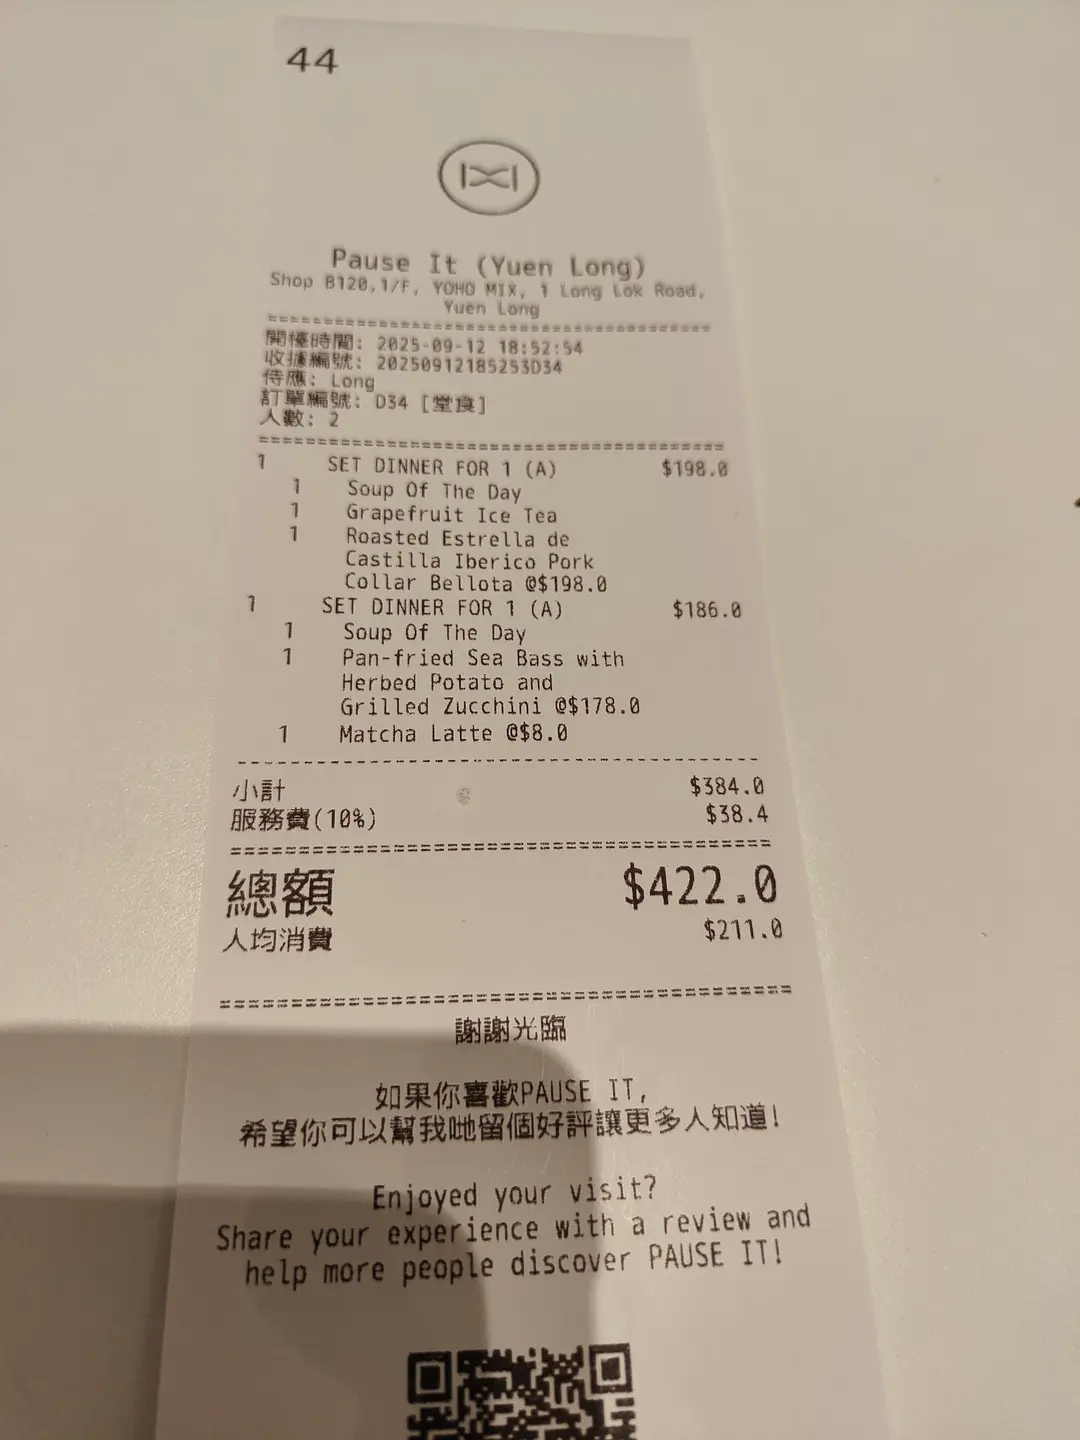 44
Pause It (Yuen Long)
Shop B120,1/F, YOHO MIX, 1 Long Lok Road,
Yuen Long
開檯時間: 2025-09-12 18:52:54
收據編號: 20250912185253D34
侍應: Long
訂單編號: D34 [堂食]
人數: 2
1 SET DINNER FOR 1 (A) $198.0
1 Soup Of The Day
1 Grapefruit Ice Tea
1 Roasted Estrella de
Castilla Iberico Pork
Collar Bellota @$198.0
1 SET DINNER FOR 1 (A) $186.0
1 Soup Of The Day
1 Pan-fried Sea Bass with
Herbed Potato and
Grilled Zucchini @$178.0
1 Matcha Latte @$8.0
小計 $384.0
服務費(10%) $38.4
總額 $422.0
人均消費 $211.0
謝謝光臨
如果你喜歡PAUSE IT,
希望你可以幫我哋留個好評讓更多人知道!
Enjoyed your visit?
Share your experience with a review and
help more people discover PAUSE IT!